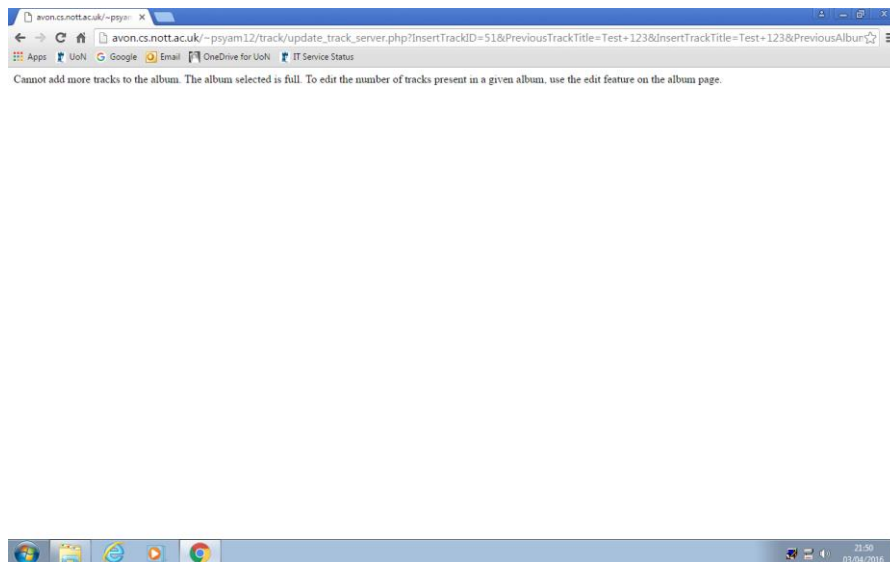 avon.cs.nott.ac.uk/~psyar
avon.cs.nott.ac.uk/~psyam12/track/update_track_server.php?InsertTrackID=51&PreviousTrackTitle=Test+123&InsertTrackTitle=Test+123&PreviousAlbum
Apps UoN Google Email OneDrive for UoN IT Service Status
Cannot add more tracks to the album. The album selected is full. To edit the number of tracks present in a given album, use the edit feature on the album page.
21:50
03/04/2016